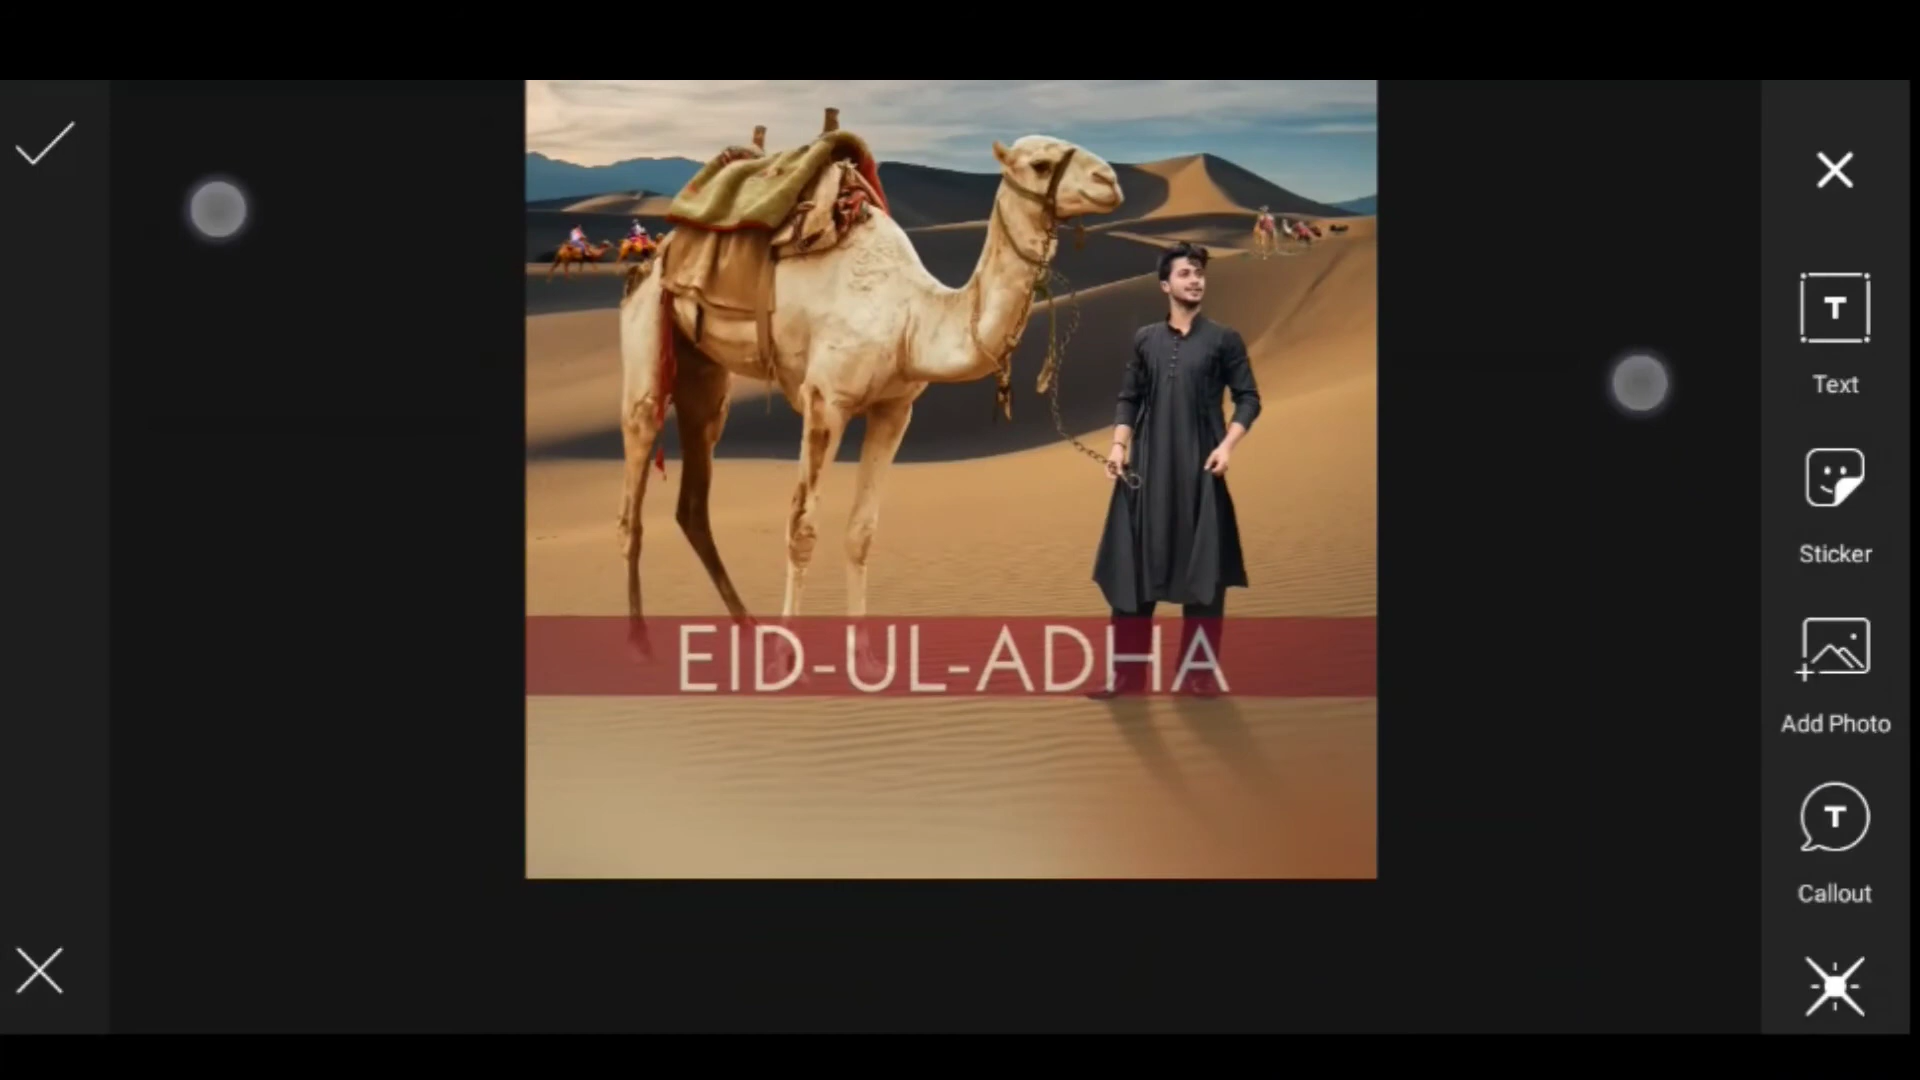 EID-UL-ADHA
T
Text
Sticker
Add Photo
T
Callout